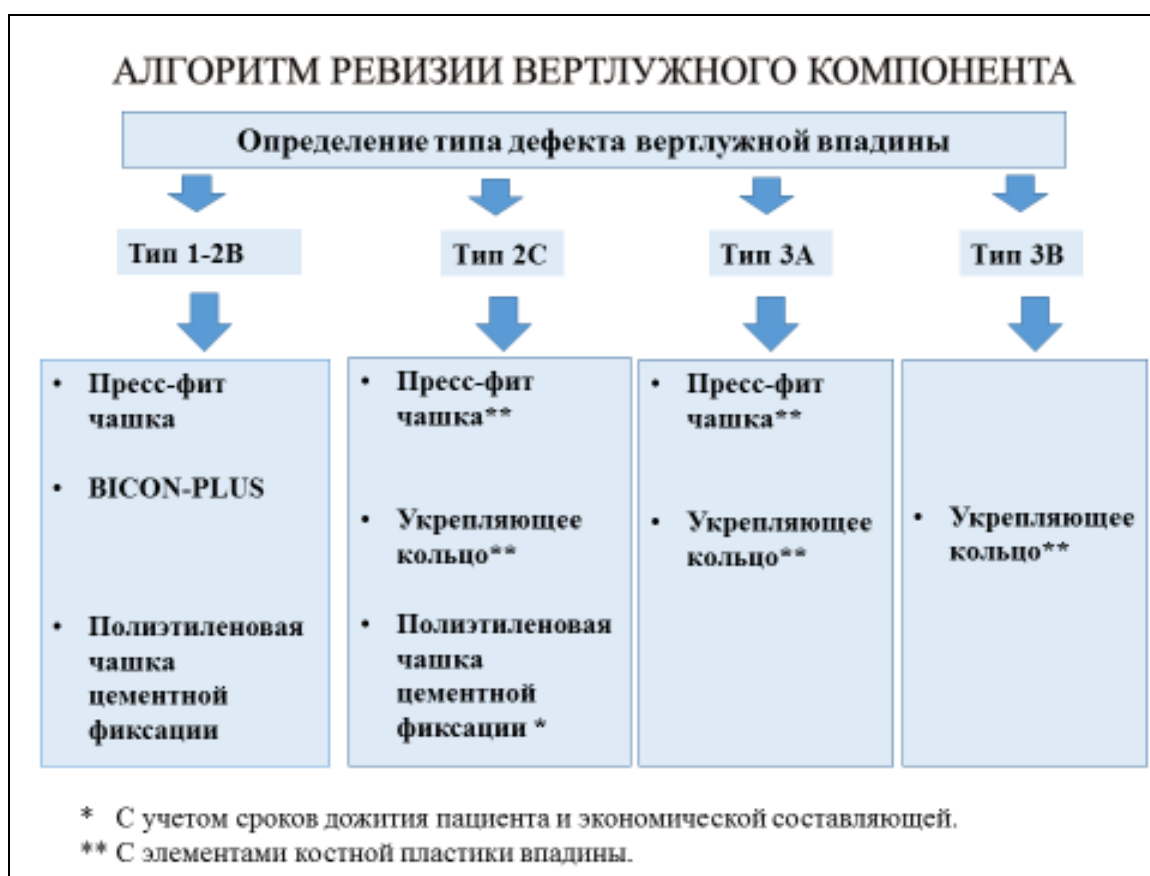 АЛГОРИТМ РЕВИЗИИ ВЕРТЛУЖНОГО КОМПОНЕНТА
Определение типа дефекта вертлужной впадины
Тип 1-2В
Тип 2С
Тип 3А
Тип 3В
• Пресс-фит
чашка
• BICON-PLUS
• Полиэтиленовая
чашка
цементной
фиксации
• Пресс-фит
чашка**
• Укрепляющее
кольцо**
• Полиэтиленовая
чашка
цементной
фиксации *
• Пресс-фит
чашка**
• Укрепляющее
кольцо**
• Укрепляющее
кольцо**
* С учетом сроков дожития пациента и экономической составляющей.
** С элементами костной пластики впадины.